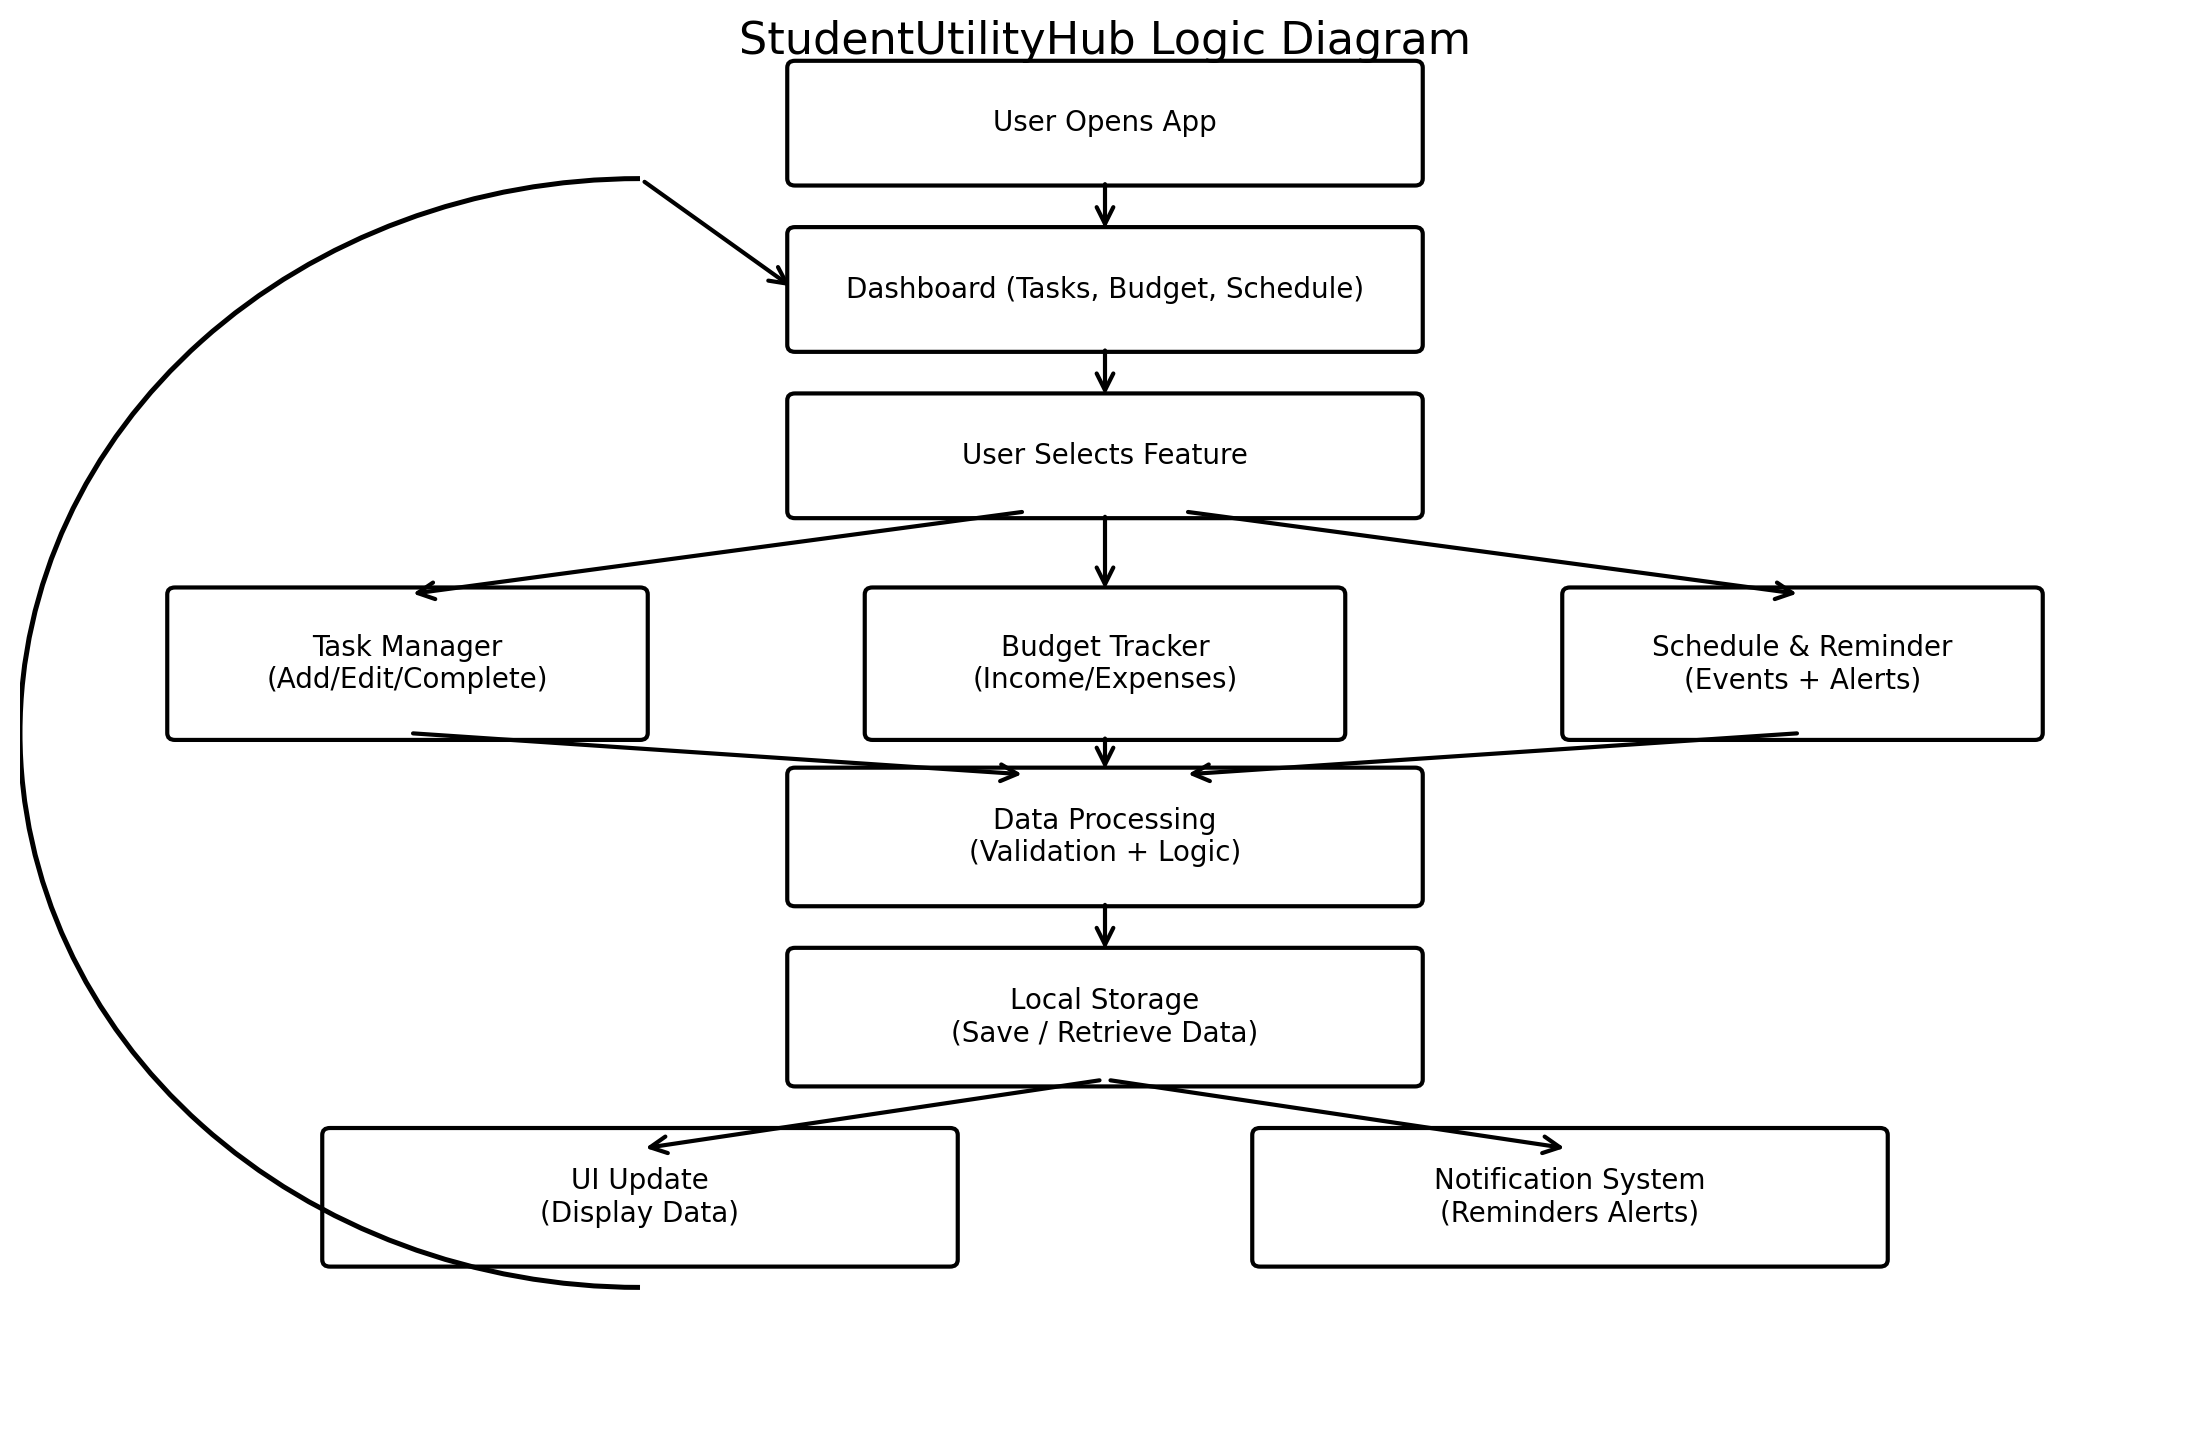 StudentUtilityHub Logic Diagram
User Opens App
Dashboard (Tasks, Budget, Schedule)
User Selects Feature
Task Manager
(Add/Edit/Complete)
Budget Tracker
(Income/Expenses)
Schedule & Reminder
(Events + Alerts)
Data Processing
(Validation + Logic)
Local Storage
(Save / Retrieve Data)
UI Update
(Display Data)
Notification System
(Reminders Alerts)